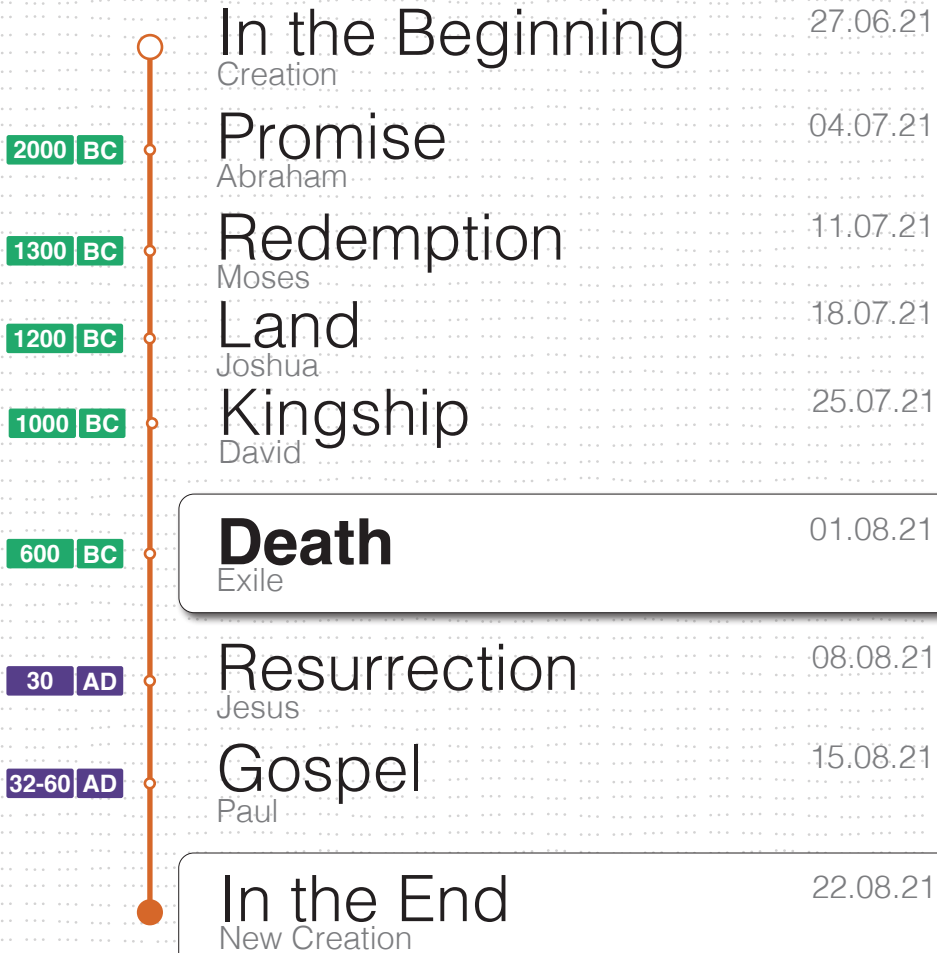 In the Beginning 27.06.21
Creation
2000 BC Promise 04.07.21
Abraham
1300 BC Redemption 11.07.21
Moses
1200 BC Land 18.07.21
Joshua
1000 BC Kingship 25.07.21
David
600 BC Death 01.08.21
Exile
30 AD Resurrection 08.08.21
Jesus
32-60 AD Gospel 15.08.21
Paul
In the End 22.08.21
New Creation